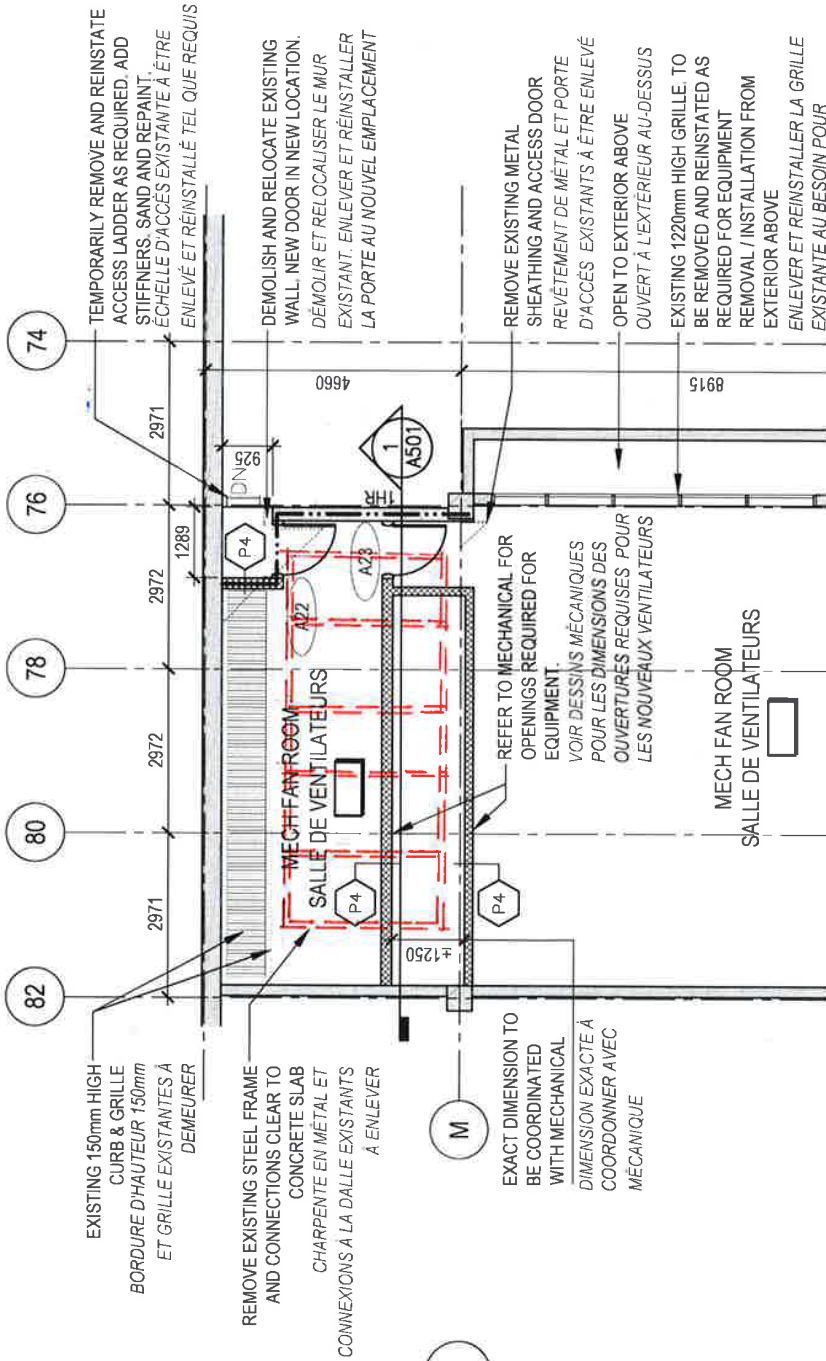 82
80
78
76
74
2971
2972
2972
2971
1289
925
DN
4660
8915
EXISTING 150mm HIGH
CURB & GRILLE
BORDURE D'HAUTEUR 150mm
ET GRILLE EXISTANTES À
DEMEURER
REMOVE EXISTING STEEL FRAME
AND CONNECTIONS CLEAR TO
CONCRETE SLAB
CHARPENTE EN MÉTAL ET
CONNEXIONS À LA DALLE EXISTANTS
À ENLEVER
M
EXACT DIMENSION TO
BE COORDINATED
WITH MECHANICAL
DIMENSION EXACTE À
COORDONNER AVEC
MÉCANIQUE
MECH FAN ROOM
SALLE DE VENTILATEURS
P4
P4
P4
A22
A23
1HR
1
A501
±1250
REFER TO MECHANICAL FOR
OPENINGS REQUIRED FOR
EQUIPMENT.
VOIR DESSINS MÉCANIQUES
POUR LES DIMENSIONS DES
OUVERTURES REQUISES POUR
LES NOUVEAUX VENTILATEURS
MECH FAN ROOM
SALLE DE VENTILATEURS
TEMPORARILY REMOVE AND REINSTATE
ACCESS LADDER AS REQUIRED. ADD
STIFFNERS. SAND AND REPAINT.
ÉCHELLE D'ACCÈS EXISTANTE À ÊTRE
ENLEVÉ ET RÉINSTALLÉ TEL QUE REQUIS
DEMOLISH AND RELOCATE EXISTING
WALL. NEW DOOR IN NEW LOCATION.
DÉMOLIR ET RELOCALISER LE MUR
EXISTANT. ENLEVER ET RÉINSTALLER
LA PORTE AU NOUVEL EMPLACEMENT
REMOVE EXISTING METAL
SHEATHING AND ACCESS DOOR
REVÊTEMENT DE MÉTAL ET PORTE
D'ACCÈS EXISTANTS À ÊTRE ENLEVÉ
OPEN TO EXTERIOR ABOVE
OUVERT À L'EXTÉRIEUR AU-DESSUS
EXISTING 1220mm HIGH GRILLE. TO
BE REMOVED AND REINSTATED AS
REQUIRED FOR EQUIPMENT
REMOVAL / INSTALLATION FROM
EXTERIOR ABOVE
ENLEVER ET REINSTALLER LA GRILLE
EXISTANTE AU BESOIN POUR